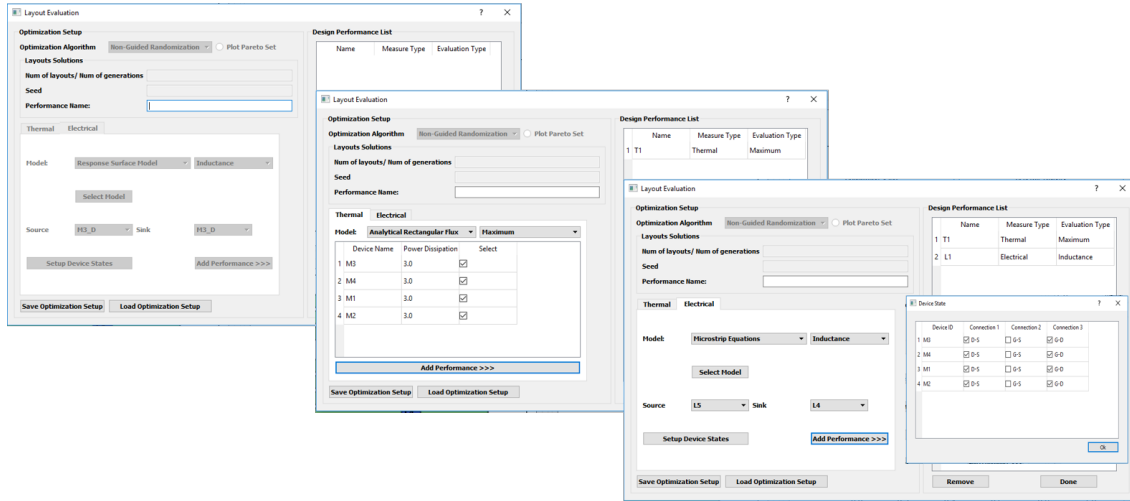 Layout Evaluation
? X
Optimization Setup
Optimization Algorithm Non-Guided Randomization Plot Pareto Set
Layouts Solutions
Num of layouts/ Num of generations
Seed
Performance Name:
Thermal Electrical
Model: Response Surface Model Inductance
Select Model
Source M3_D Sink M3_D
Setup Device States Add Performance >>>
Save Optimization Setup Load Optimization Setup
Design Performance List
Name Measure Type Evaluation Type
Layout Evaluation
? X
Optimization Setup
Optimization Algorithm Non-Guided Randomization Plot Pareto Set
Layouts Solutions
Num of layouts/ Num of generations
Seed
Performance Name:
Thermal Electrical
Model: Analytical Rectangular Flux Maximum
Device Name Power Dissipation Select
1 M3 3.0
2 M4 3.0
3 M1 3.0
4 M2 3.0
Add Performance >>>
Save Optimization Setup Load Optimization Setup
Design Performance List
Name Measure Type Evaluation Type
1 T1 Thermal Maximum
Layout Evaluation
? X
Optimization Setup
Optimization Algorithm Non-Guided Randomization Plot Pareto Set
Layouts Solutions
Num of layouts/ Num of generations
Seed
Performance Name:
Thermal Electrical
Model: Microstrip Equations Inductance
Select Model
Source L5 Sink L4
Setup Device States Add Performance >>>
Save Optimization Setup Load Optimization Setup
Design Performance List
Name Measure Type Evaluation Type
1 T1 Thermal Maximum
2 L1 Electrical Inductance
Remove Done
Device State
? X
Device ID Connection 1 Connection 2 Connection 3
1 M3 D-S G-S G-D
2 M4 D-S G-S G-D
3 M1 D-S G-S G-D
4 M2 D-S G-S G-D
Ok